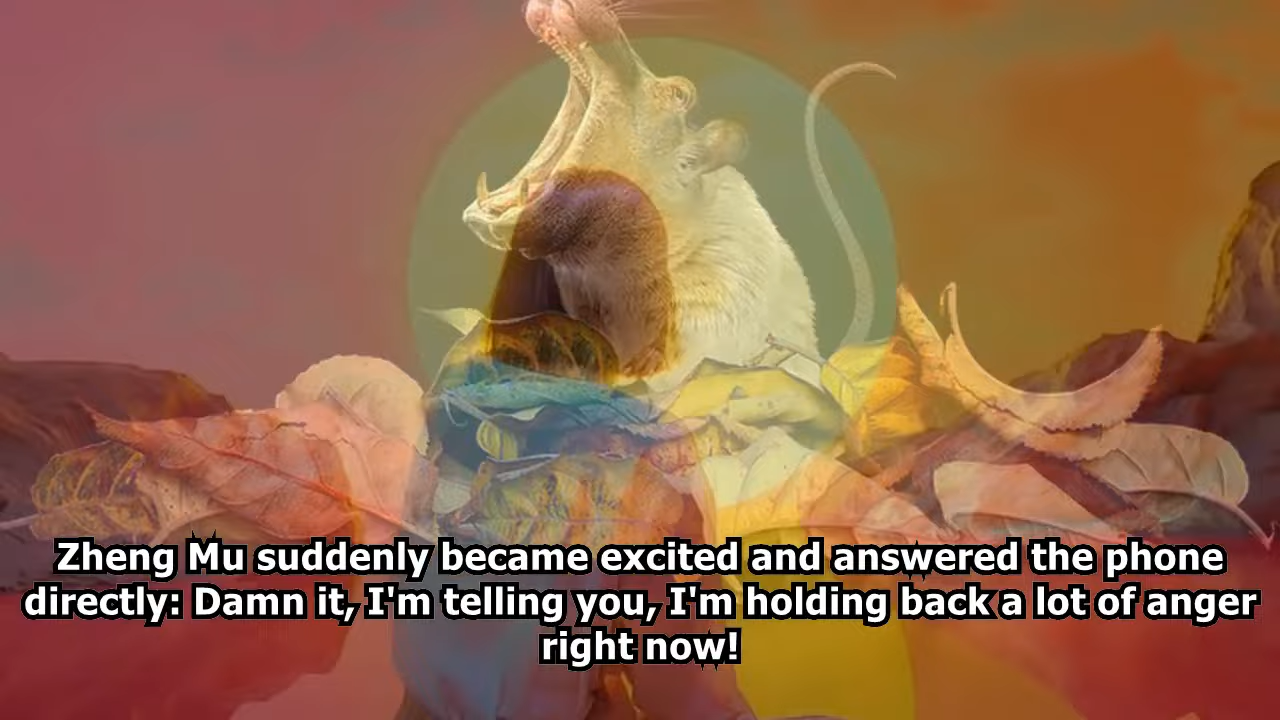 Zheng Mu suddenly became excited and answered the phone
directly: Damn it, I'm telling you, I'm holding back a lot of anger
right now!